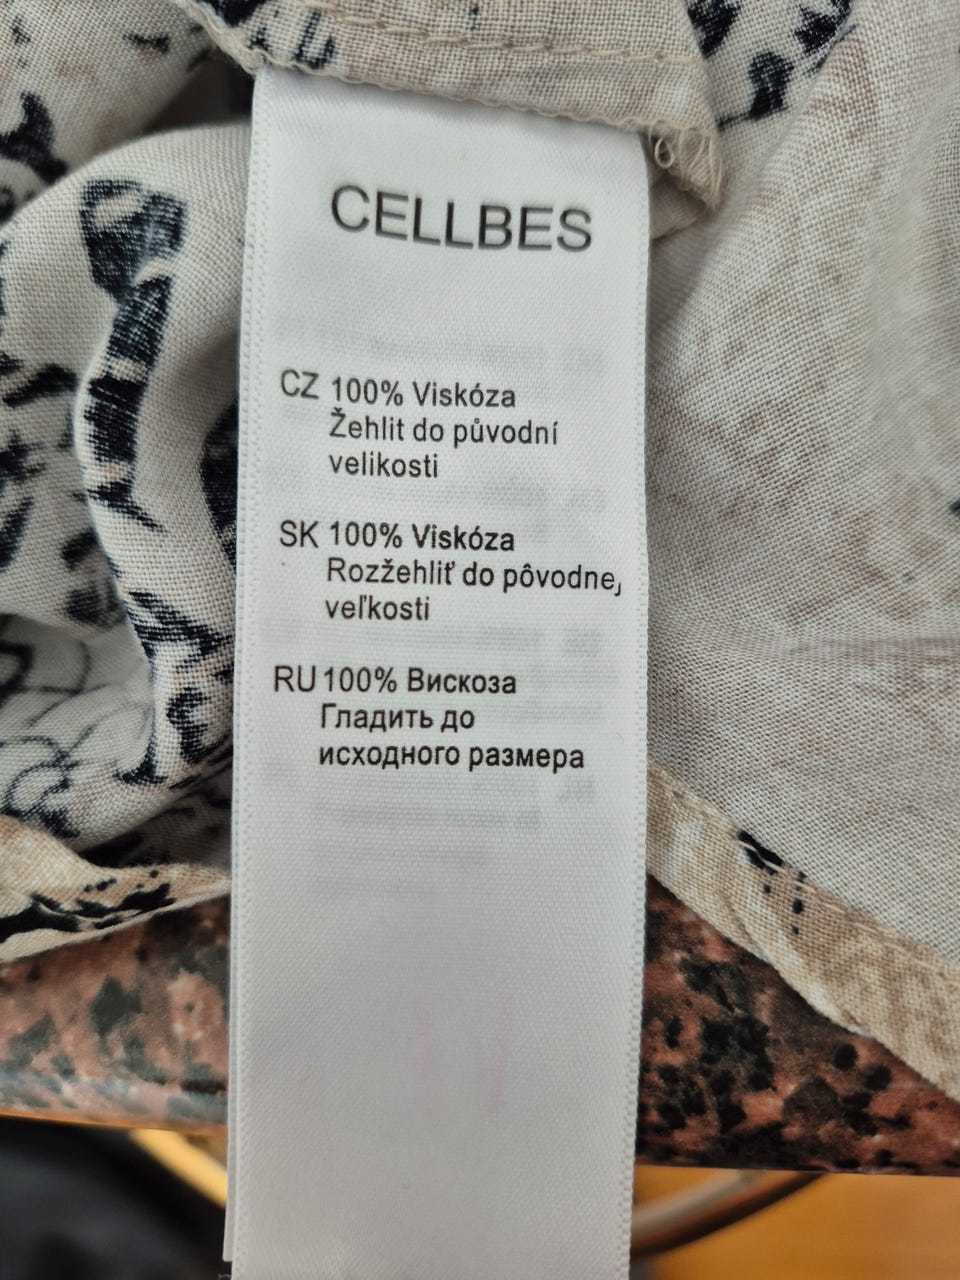 CELLBES
CZ 100% Viskóza
Žehlit do původní
velikosti
SK 100% Viskóza
Rozžehliť do pôvodnej
veľkosti
RU 100% Вискоза
Гладить до
исходного размера